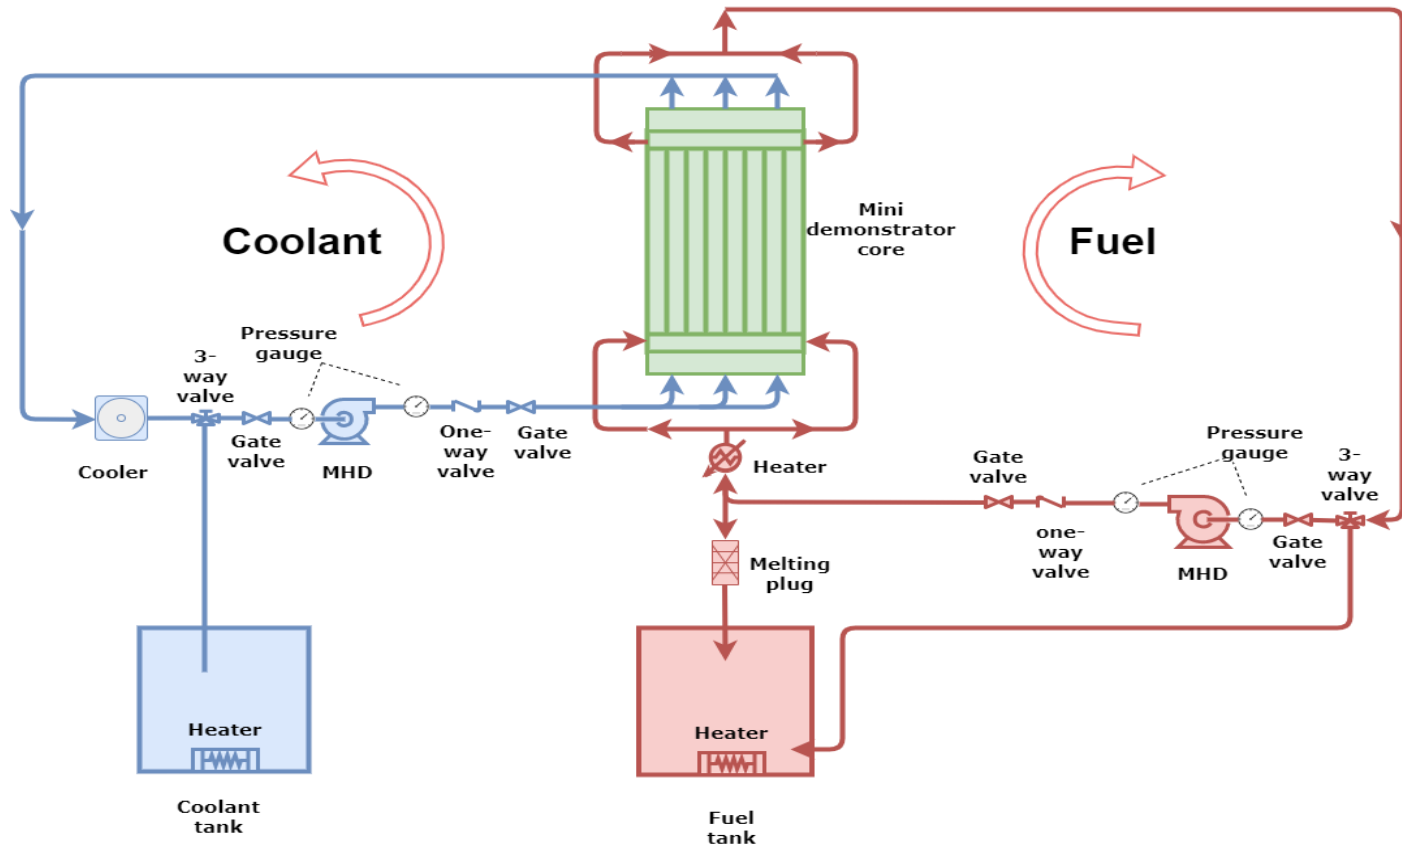 Mini
demonstrator
core
Coolant
Fuel
Pressure
gauge
3-
way
valve
Gate
valve
MHD
One-
way
valve
Gate
valve
Cooler
Heater
Gate
valve
Pressure
gauge
3-
way
valve
one-
way
valve
MHD
Gate
valve
Melting
plug
Heater
Coolant
tank
Heater
Fuel
tank